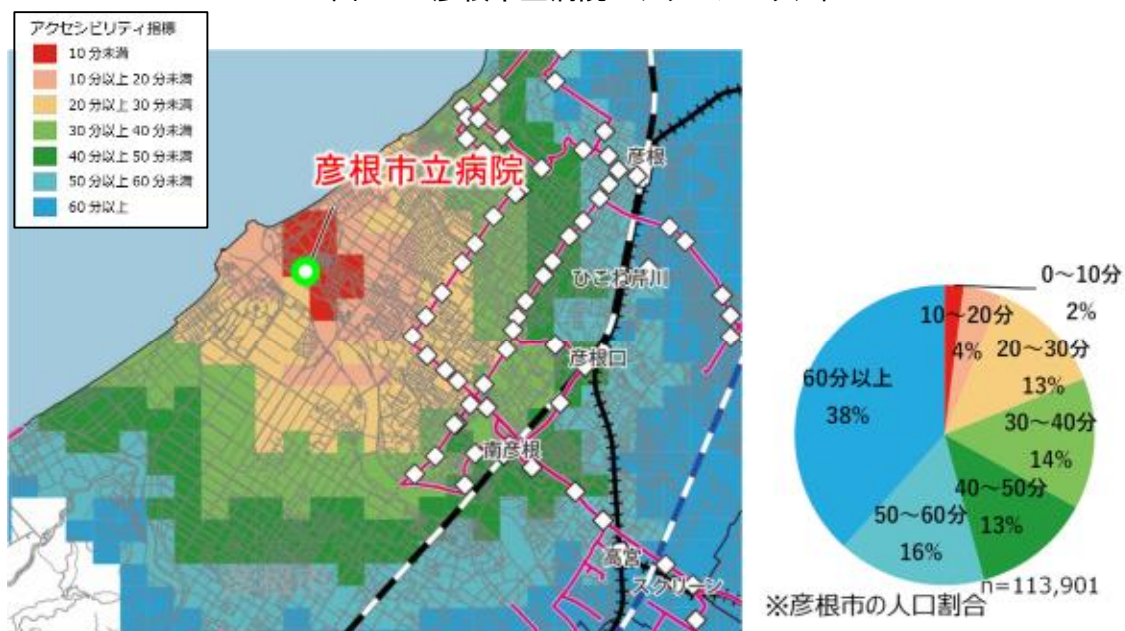 アクセシビリティ指標
10分未満
10分以上20分未満
20分以上30分未満
30分以上40分未満
40分以上50分未満
50分以上60分未満
60分以上
彦根市立病院
彦根
ひこね芹川
彦根口
南彦根
高宮
スクリーン
0～10分
2%
10～20分
4%
20～30分
13%
30～40分
14%
40～50分
13%
50～60分
16%
60分以上
38%
n=113,901
※彦根市の人口割合